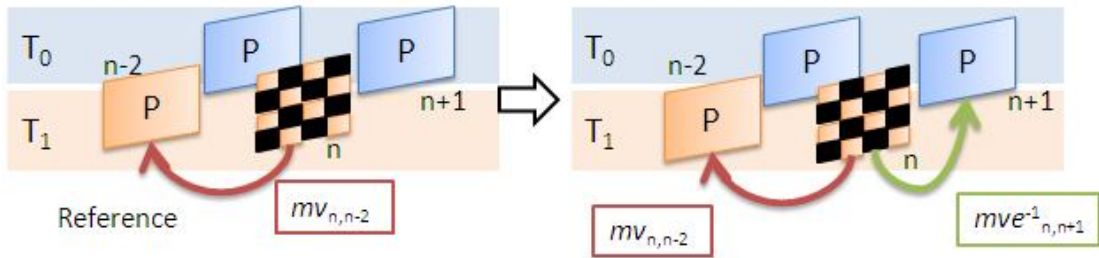 T0
n-2
P
P
P
n+1
T1
n
Reference
mvn,n-2
T0
n-2
P
P
P
n+1
T1
n
mvn,n-2
mve-1n,n+1